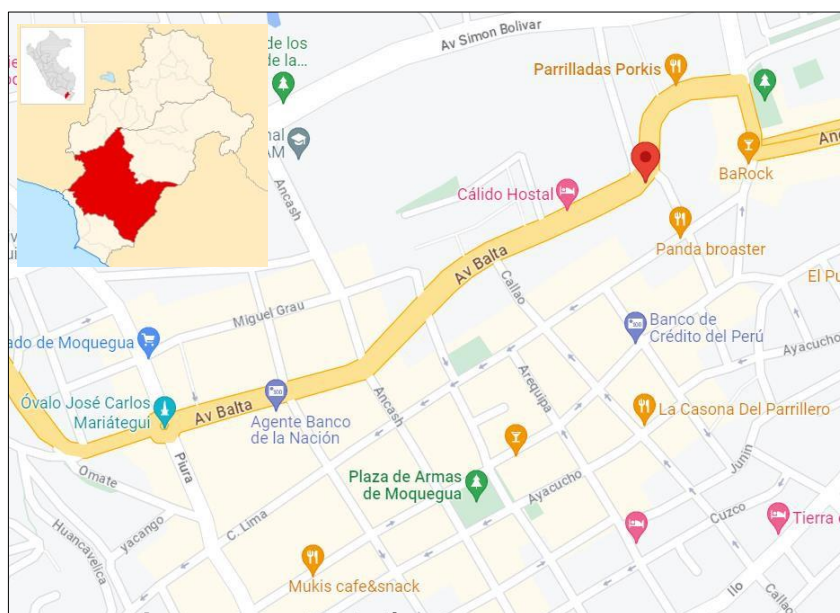 de los
de la...
Av Simon Bolivar
Parrilladas Porkis
nal
AM
Ancash
BaRock
Cálido Hostal
Panda broaster
Av Balta
Callao
El Pu
Miguel Grau
Banco de
Crédito del Perú
ado de Moquegua
Ayacucho
Arequipa
Óvalo José Carlos
Mariátegui
Av Balta
Agente Banco
de la Nación
Ancash
La Casona Del Parrillero
Piura
Omate
Plaza de Armas
de Moquegua
Ayacucho
Junin
Cuzco
C. Lima
yacango
Huancavelica
Tierra
Mukis cafe&snack
Ilo
Callao